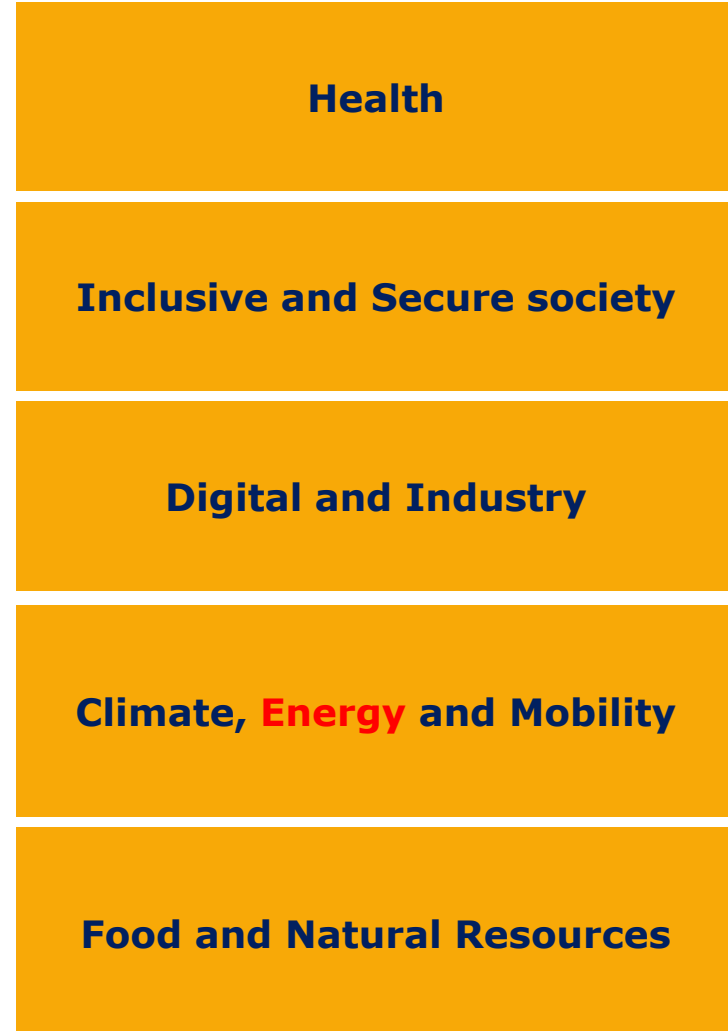 Health
Inclusive and Secure society
Digital and Industry
Climate, Energy and Mobility
Food and Natural Resources